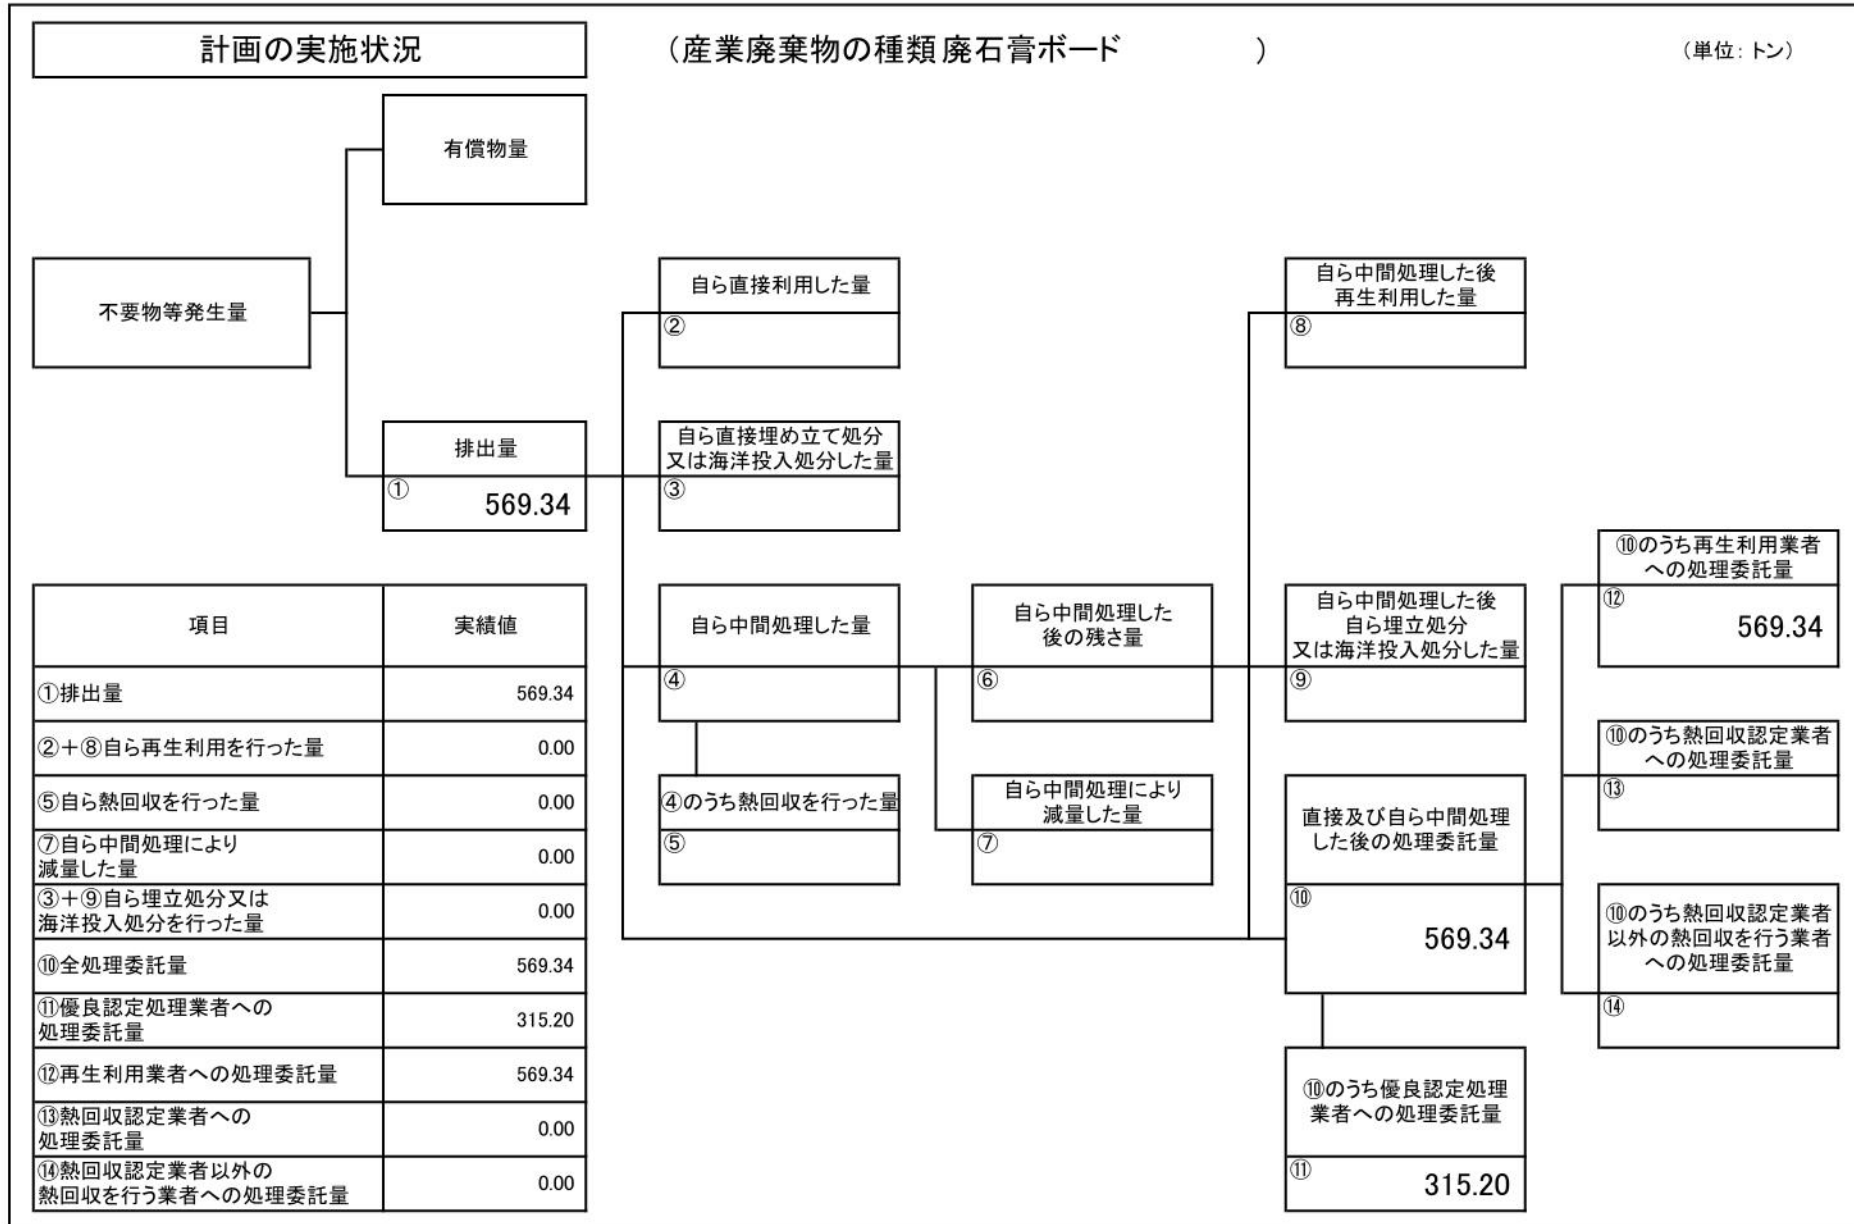 計画の実施状況
（産業廃棄物の種類 廃石膏ボード　　　　）
（単位：トン）
有償物量
不要物等発生量
自ら直接利用した量
②
自ら中間処理した後
再生利用した量
⑧
排出量
①
569.34
自ら直接埋め立て処分
又は海洋投入処分した量
③
自ら中間処理した量
④
自ら中間処理した
後の残さ量
⑥
自ら中間処理した後
自ら埋立処分
又は海洋投入処分した量
⑨
⑩のうち再生利用業者
への処理委託量
⑫
569.34
④のうち熱回収を行った量
⑤
自ら中間処理により
減量した量
⑦
直接及び自ら中間処理
した後の処理委託量
⑩
569.34
⑩のうち熱回収認定業者
への処理委託量
⑬
⑩のうち熱回収認定業者
以外の熱回収を行う業者
への処理委託量
⑭
⑩のうち優良認定処理
業者への処理委託量
⑪
315.20
項目 実績値
①排出量 569.34
②＋⑧自ら再生利用を行った量 0.00
⑤自ら熱回収を行った量 0.00
⑦自ら中間処理により
減量した量 0.00
③＋⑨自ら埋立処分又は
海洋投入処分を行った量 0.00
⑩全処理委託量 569.34
⑪優良認定処理業者への
処理委託量 315.20
⑫再生利用業者への処理委託量 569.34
⑬熱回収認定業者への
処理委託量 0.00
⑭熱回収認定業者以外の
熱回収を行う業者への処理委託量 0.00